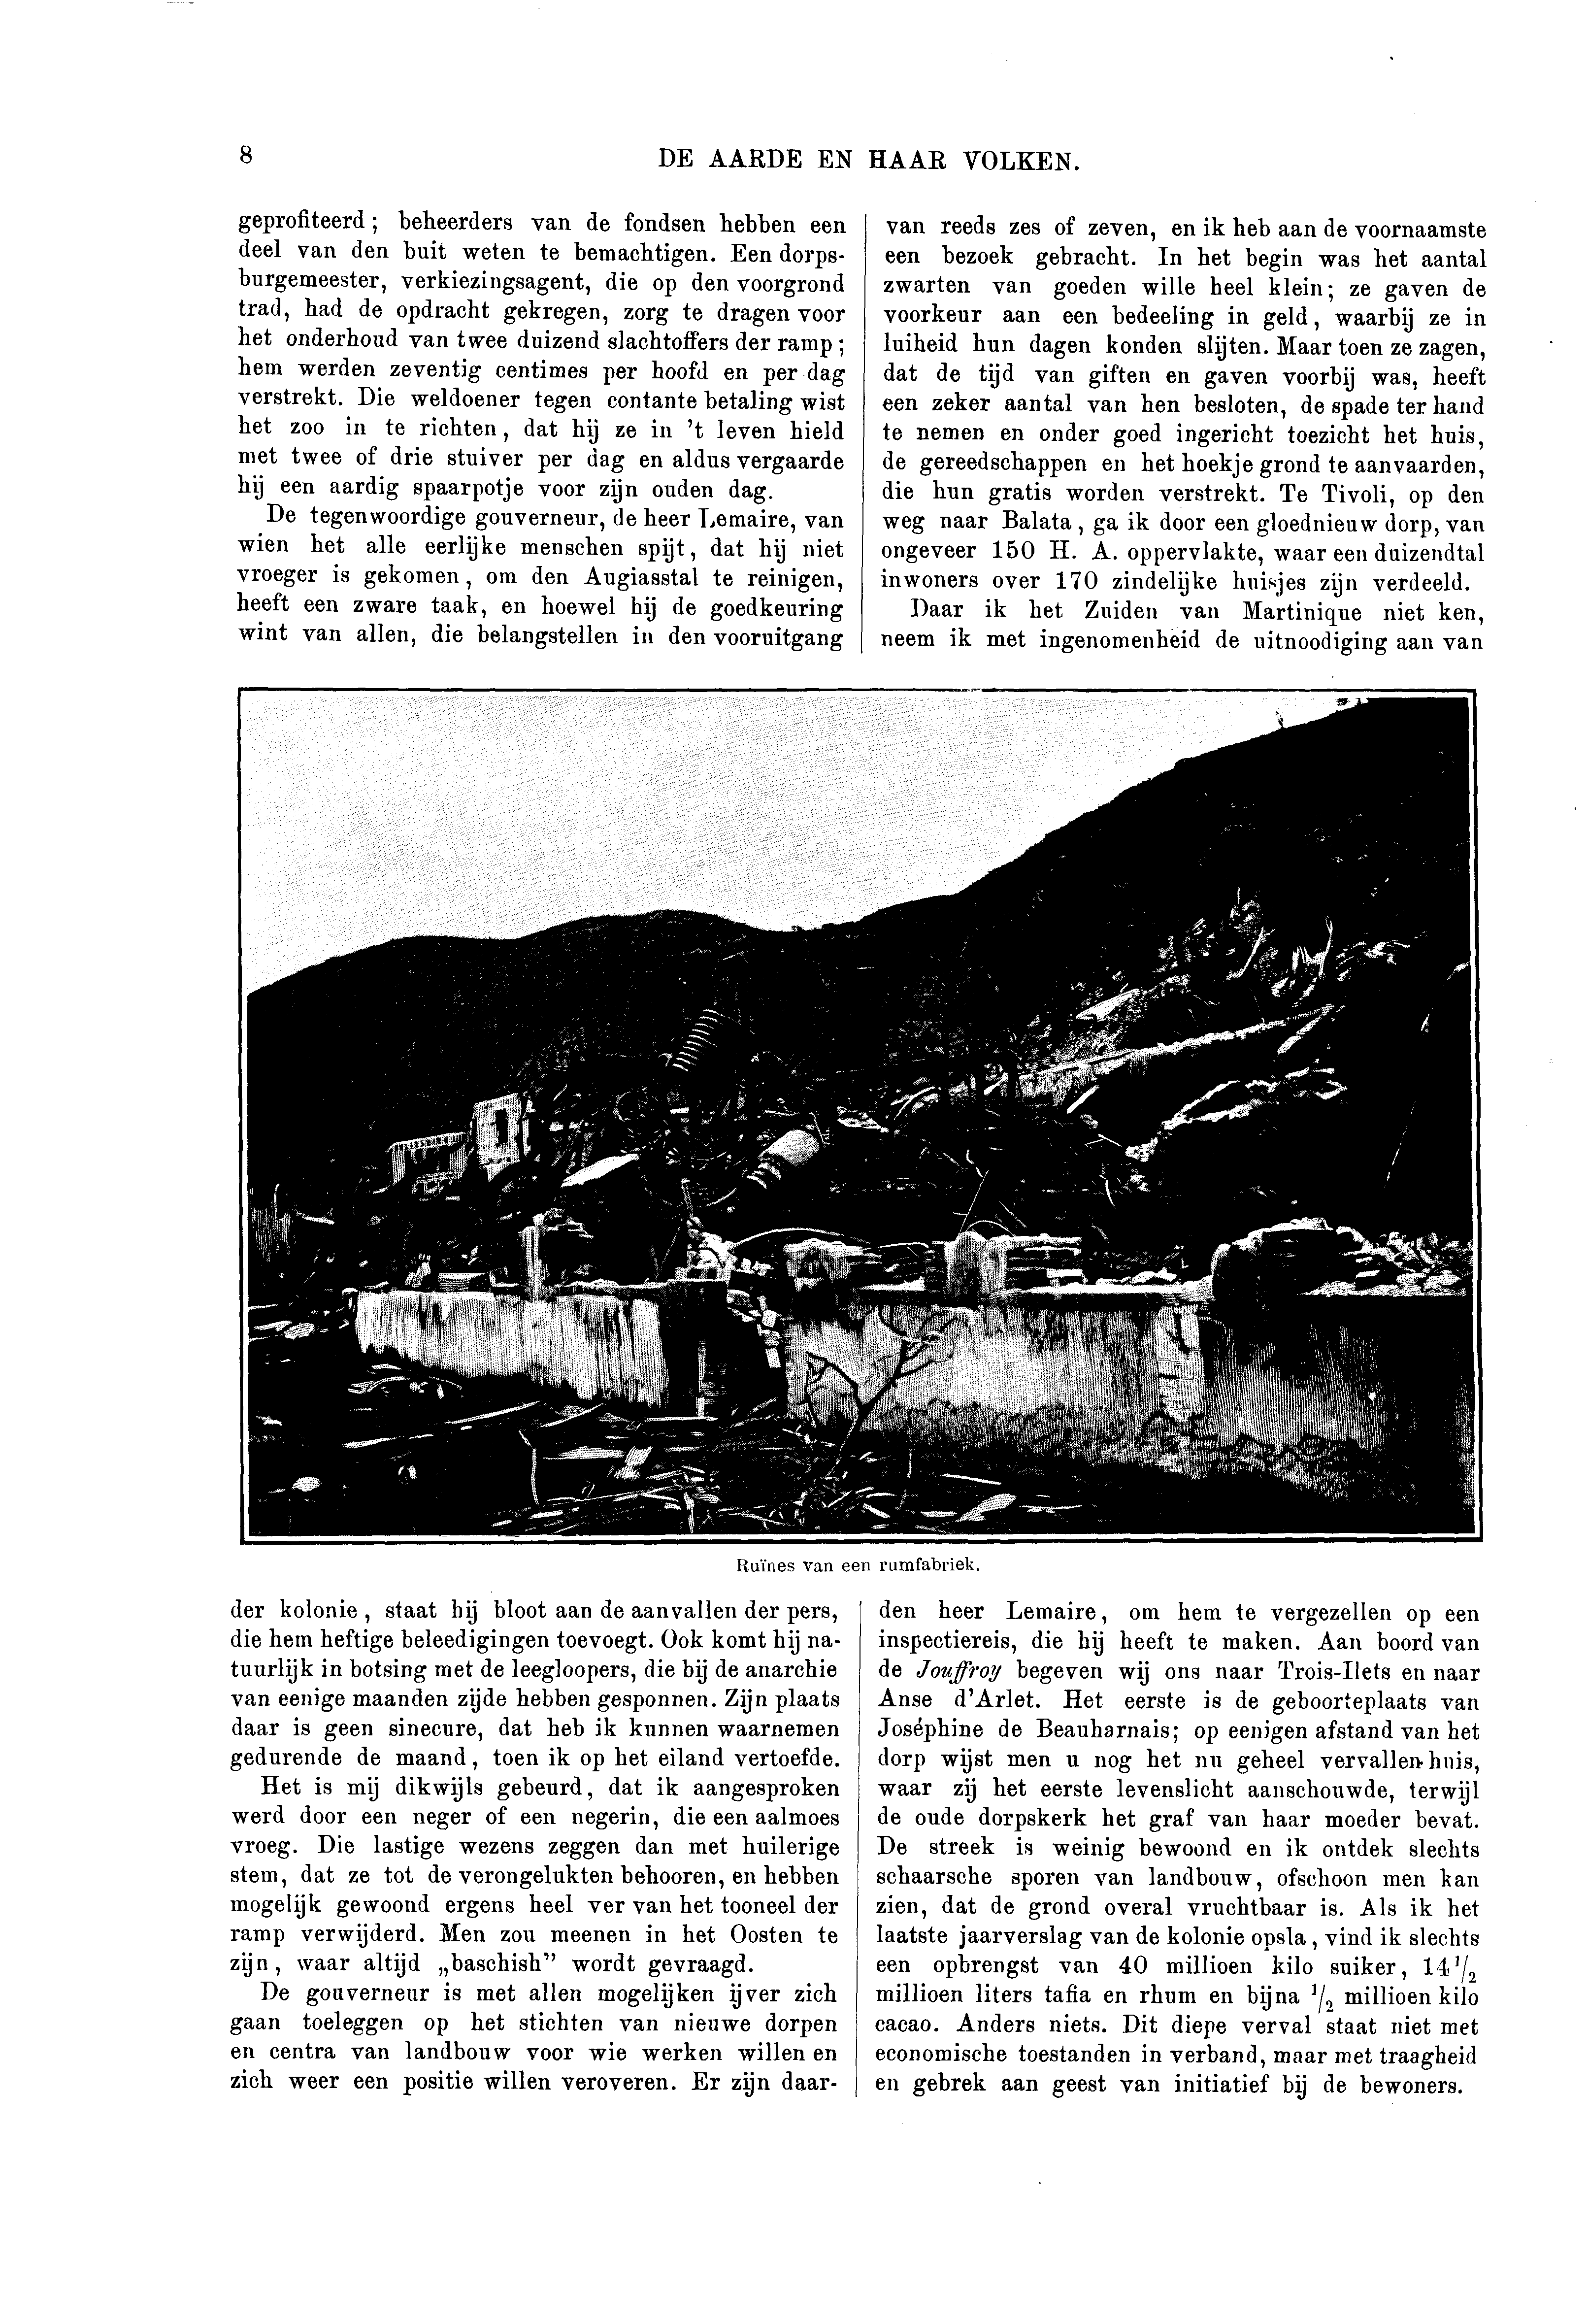 8
DE AARDE EN HAAR VOLKEN.
geprofiteerd; beheerders van de fondsen hebben een
deel van den buit weten te bemachtigen. Een dorps-
burgemeester, verkiezingsagent, die op den voorgrond
trad, had de opdracht gekregen, zorg te dragen voor
het onderhoud van twee duizend slachtoffers der ramp;
hem werden zeventig centimes per hoofd en per dag
verstrekt. Die weldoener tegen contante betaling wist
het zoo in te richten, dat hij ze in 't leven hield
met twee of drie stuiver per dag en aldus vergaarde
hij een aardig spaarpotje voor zijn ouden dag.
De tegenwoordige gouverneur, de heer Lemaire, van
wien het alle eerlijke menschen spijt, dat hij niet
vroeger is gekomen, om den Augiasstal te reinigen,
heeft een zware taak, en hoewel hij de goedkeuring
wint van allen, die belangstellen in den vooruitgang
der kolonie, staat hij bloot aan de aanvallen der pers,
die hem heftige beleedigingen toevoegt. Ook komt hij na-
tuurlijk in botsing met de leegloopers, die bij de anarchie
van eenige maanden zijde hebben gesponnen. Zijn plaats
daar is geen sinecure, dat heb ik kunnen waarnemen
gedurende de maand, toen ik op het eiland vertoefde.
Het is mij dikwijls gebeurd, dat ik aangesproken
werd door een neger of een negerin, die een aalmoes
vroeg. Die lastige wezens zeggen dan met huilerige
stem, dat ze tot de verongelukten behooren, en hebben
mogelijk gewoond ergens heel ver van het tooneel der
ramp verwijderd. Men zou meenen in het Oosten te
zijn, waar altijd „baschish” wordt gevraagd.
De gouverneur is met allen mogelijken ijver zich
gaan toeleggen op het stichten van nieuwe dorpen
en centra van landbouw voor wie werken willen en
zich weer een positie willen veroveren. Er zijn daar-
van reeds zes of zeven, en ik heb aan de voornaamste
een bezoek gebracht. In het begin was het aantal
zwarten van goeden wille heel klein; ze gaven de
voorkeur aan een bedeeling in geld, waarbij ze in
luiheid hun dagen konden slijten. Maar toen ze zagen,
dat de tijd van giften en gaven voorbij was, heeft
een zeker aantal van hen besloten, de spade ter hand
te nemen en onder goed ingericht toezicht het huis,
de gereedschappen en het hoekje grond te aanvaarden,
die hun gratis worden verstrekt. Te Tivoli, op den
weg naar Balata, ga ik door een gloednieuw dorp, van
ongeveer 150 H. A. oppervlakte, waar een duizendtal
inwoners over 170 zindelijke huisjes zijn verdeeld.
Daar ik het Zuiden van Martinique niet ken,
neem ik met ingenomenheid de uitnoodiging aan van
den heer Lemaire, om hem te vergezellen op een
inspectiereis, die hij heeft te maken. Aan boord van
de Jouffroy begeven wij ons naar Trois-Ilets en naar
Anse d'Arlet. Het eerste is de geboorteplaats van
Joséphine de Beauharnais; op eenigen afstand van het
dorp wijst men u nog het nu geheel vervallen huis,
waar zij het eerste levenslicht aanschouwde, terwijl
de oude dorpskerk het graf van haar moeder bevat.
De streek is weinig bewoond en ik ontdek slechts
schaarsche sporen van landbouw, ofschoon men kan
zien, dat de grond overal vruchtbaar is. Als ik het
laatste jaarverslag van de kolonie opsla, vind ik slechts
een opbrengst van 40 millioen kilo suiker, 14 1/2
millioen liters tafia en rhum en bijna 1/2 millioen kilo
cacao. Anders niets. Dit diepe verval staat niet met
economische toestanden in verband, maar met traagheid
en gebrek aan geest van initiatief bij de bewoners.
Ruïnes van een rumfabriek.